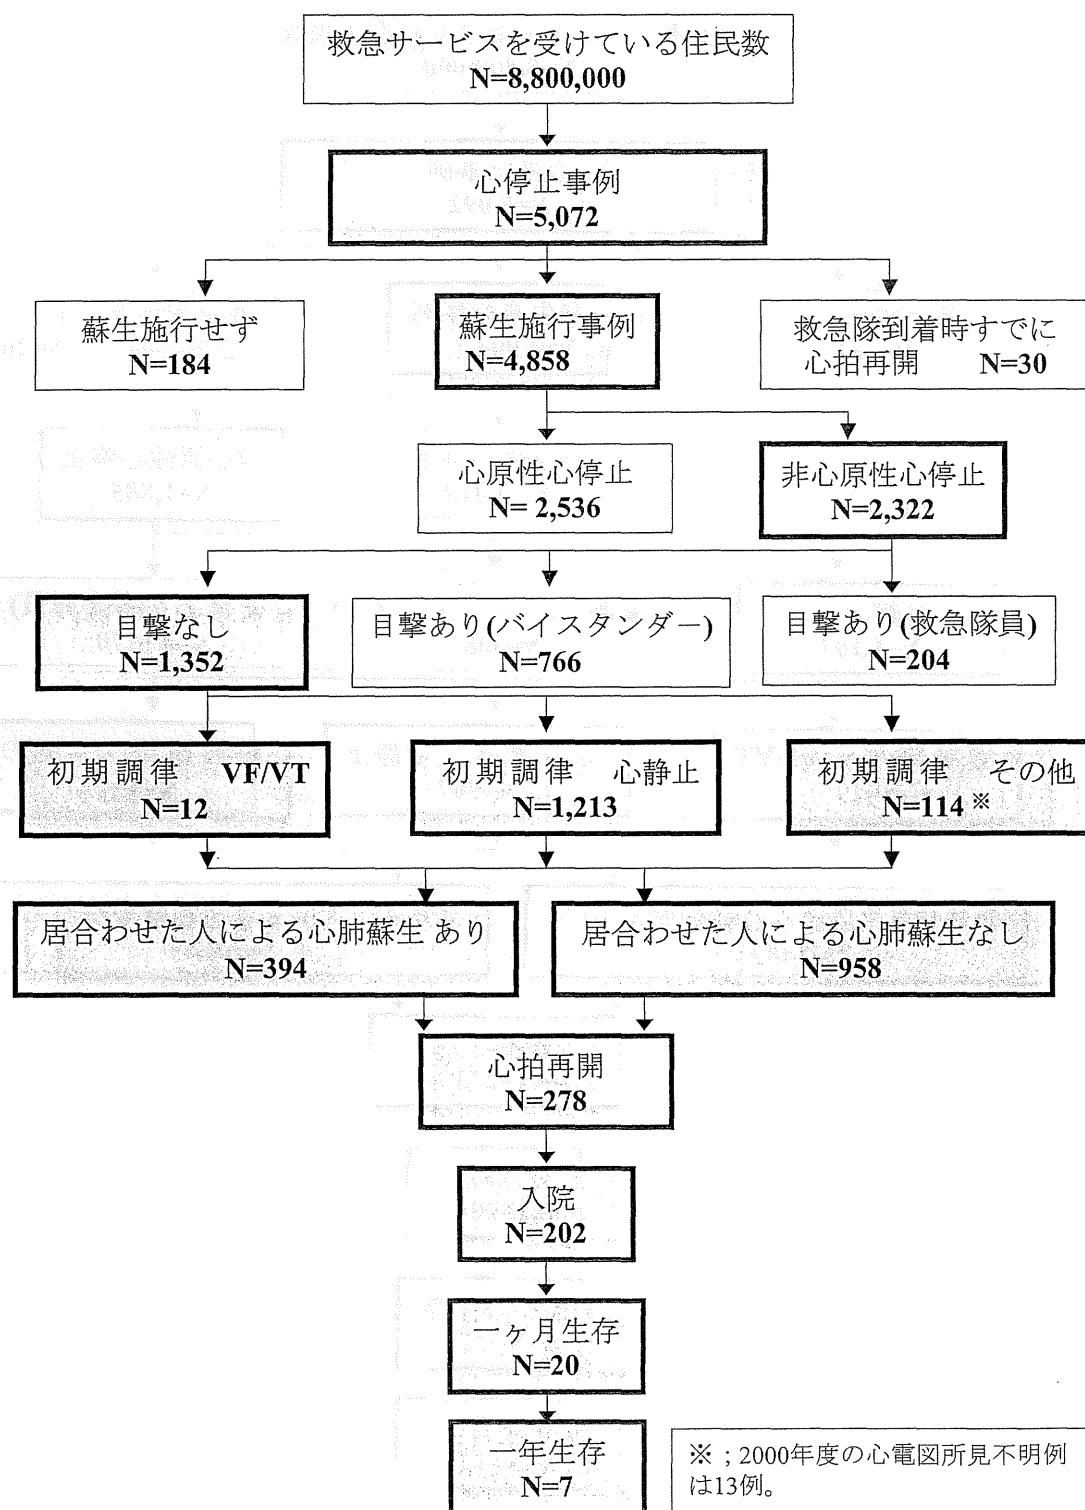 救急サービスを受けている住民数
N=8,800,000
心停止事例
N=5,072
蘇生施行せず
N=184
蘇生施行事例
N=4,858
救急隊到着時すでに
心拍再開 N=30
心原性心停止
N= 2,536
非心原性心停止
N=2,322
目撃なし
N=1,352
目撃あり(バイスタンダー)
N=766
目撃あり(救急隊員)
N=204
初期調律 VF/VT
N=12
初期調律 心静止
N=1,213
初期調律 その他
N=114※
居合わせた人による心肺蘇生 あり
N=394
居合わせた人による心肺蘇生なし
N=958
心拍再開
N=278
入院
N=202
一ヶ月生存
N=20
一年生存
N=7
※ ; 2000年度の心電図所見不明例
は13例。